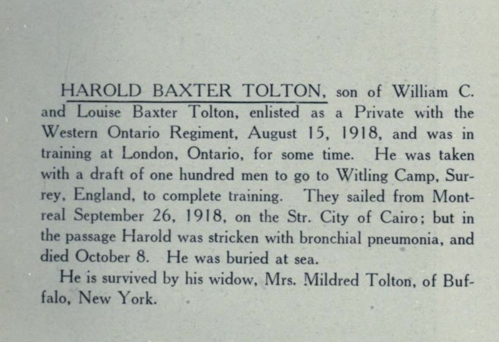 HAROLD BAXTER TOLTON, son of William C.
and Louise Baxter Tolton, enlisted as a Private with the
Western Ontario Regiment, August 15, 1918, and was in
training at London, Ontario, for some time. He was taken
with a draft of one hundred men to go to Witling Camp, Sur-
rey, England, to complete training. They sailed from Mont-
real September 26, 1918, on the Str. City of Cairo; but in
the passage Harold was stricken with bronchial pneumonia, and
died October 8. He was buried at sea.
He is survived by his widow, Mrs. Mildred Tolton, of Buf-
falo, New York.